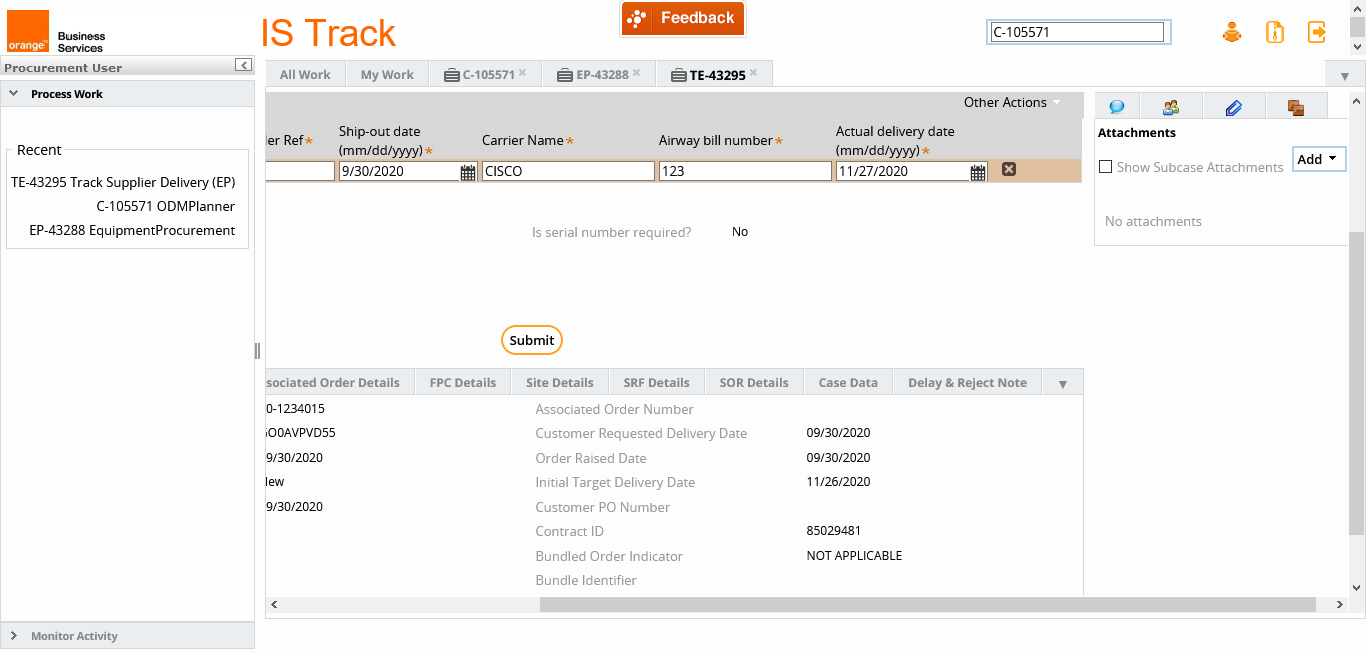 orange™
Business
Services
IS Track
Feedback
C-105571
Procurement User
Process Work
Recent
TE-43295 Track Supplier Delivery (EP)
C-105571 ODMPlanner
EP-43288 EquipmentProcurement
Monitor Activity
All Work
My Work
C-105571
EP-43288
TE-43295
Other Actions
er Ref*
Ship-out date
(mm/dd/yyyy)*
Carrier Name*
Airway bill number*
Actual delivery date
(mm/dd/yyyy)*
9/30/2020
CISCO
123
11/27/2020
Is serial number required? No
Submit
sociated Order Details
FPC Details
Site Details
SRF Details
SOR Details
Case Data
Delay & Reject Note
0-1234015
Associated Order Number
GO0AVPVD55
Customer Requested Delivery Date 09/30/2020
9/30/2020
Order Raised Date 09/30/2020
lew
Initial Target Delivery Date 11/26/2020
9/30/2020
Customer PO Number
Contract ID 85029481
Bundled Order Indicator NOT APPLICABLE
Bundle Identifier
Attachments
Add
Show Subcase Attachments
No attachments